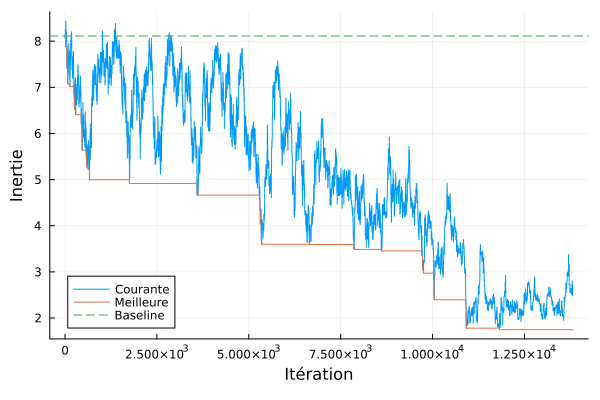 Inertie
8
7
6
5
4
3
2
Courante
Meilleure
Baseline
0 2.500×10³ 5.000×10³ 7.500×10³ 1.000×10⁴ 1.250×10⁴
Itération